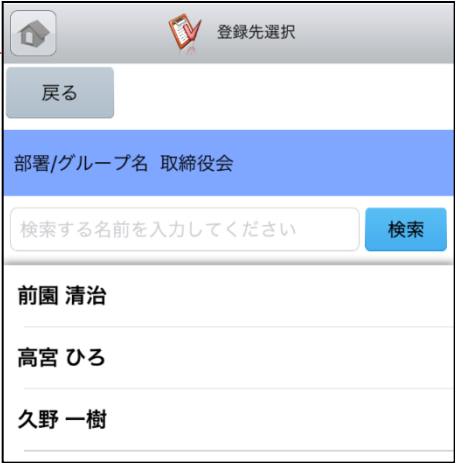 登録先選択
戻る
部署/グループ名 取締役会
検索する名前を入力してください 検索
前園 清治
高宮 ひろ
久野 一樹